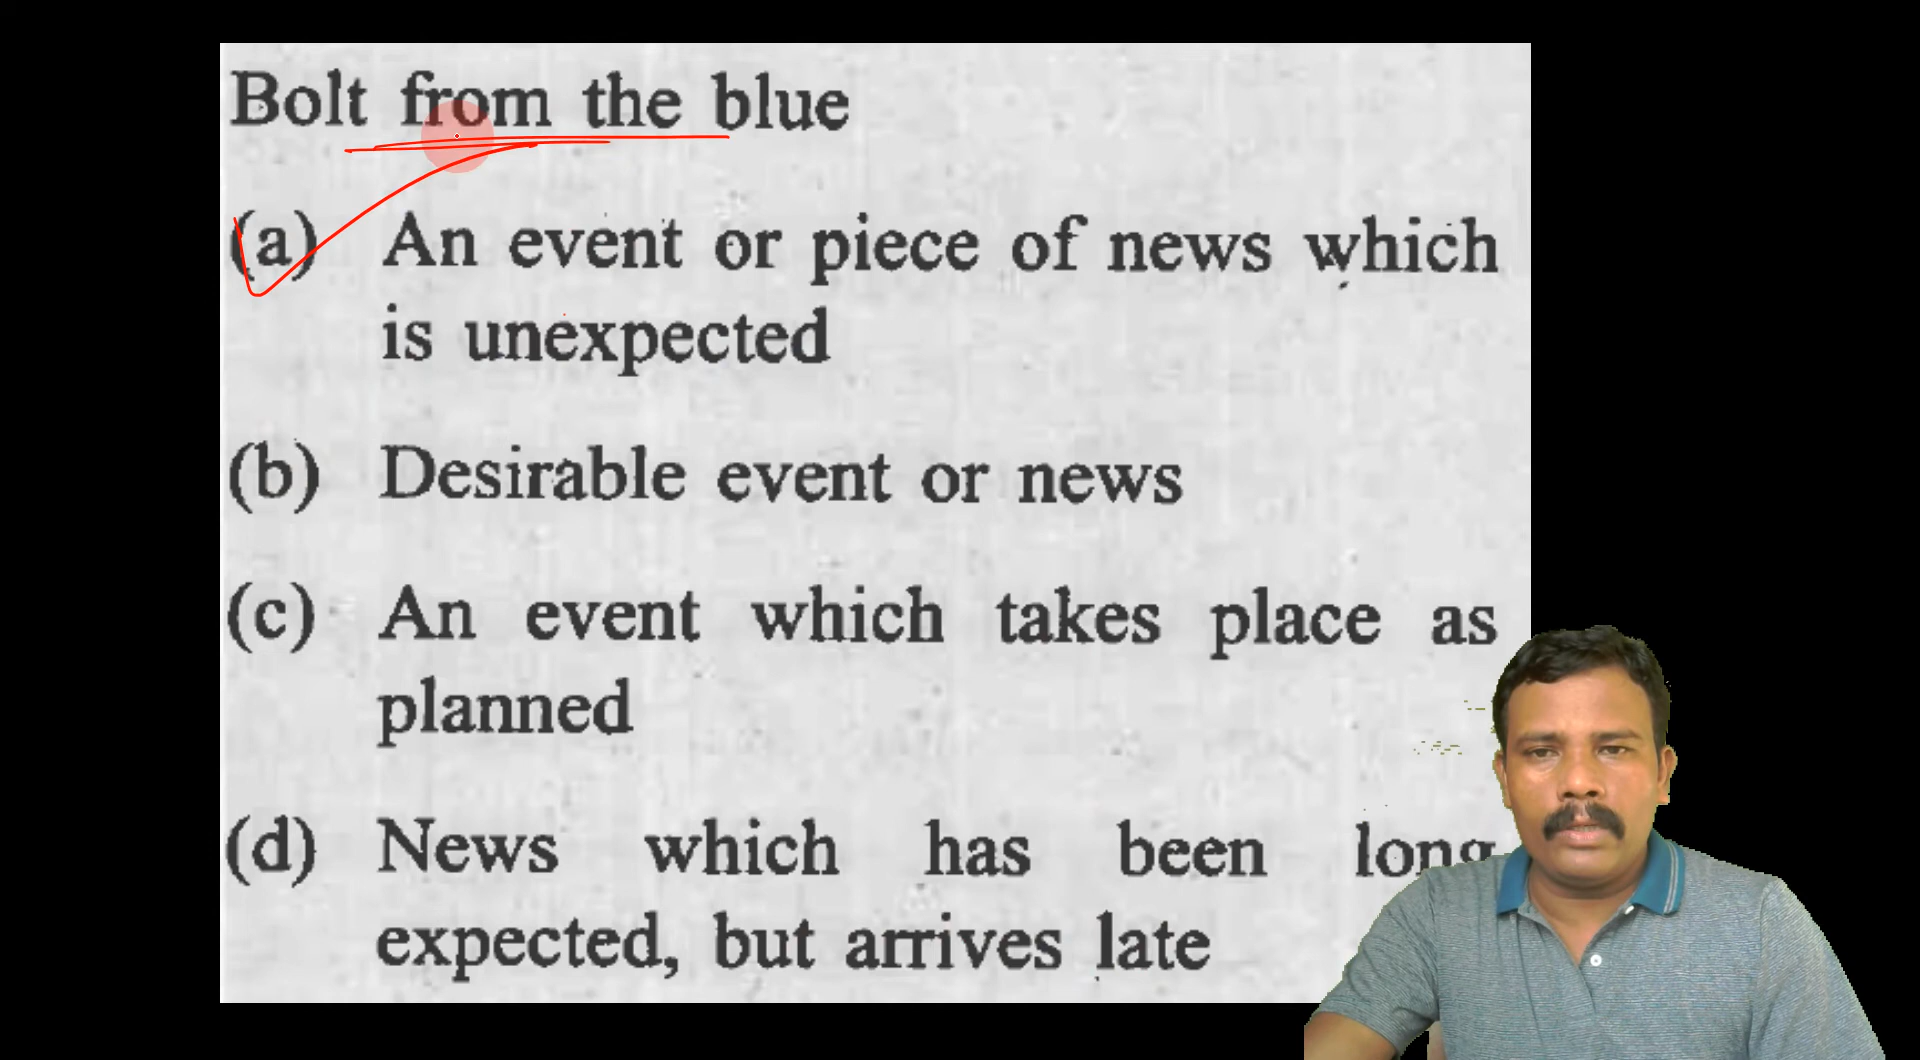 Bolt from the blue
(a) An event or piece of news which
is unexpected
(b) Desirable event or news
(c) An event which takes place as
planned
(d) News which has been long
expected, but arrives late